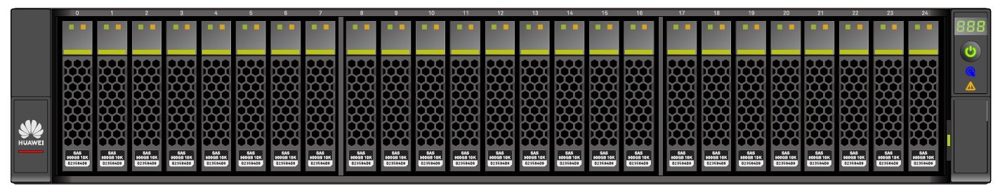 0 1 2 3 4 5 6 7 8 9 10 11 12 13 14 15 16 17 18 19 20 21 22 23 24
888
HUAWEI
SAS SAS SAS SAS SAS SAS SAS SAS SAS SAS SAS SAS SAS SAS SAS SAS SAS SAS SAS SAS SAS SAS SAS SAS SAS
900GB 10K 900GB 10K 900GB 10K 900GB 10K 900GB 10K 900GB 10K 900GB 10K 900GB 10K 900GB 10K 900GB 10K 900GB 10K 900GB 10K 900GB 10K 900GB 10K 900GB 10K 900GB 10K 900GB 10K 900GB 10K 900GB 10K 900GB 10K 900GB 10K 900GB 10K 900GB 10K 900GB 10K 900GB 10K
02358408 02358408 02358408 02358408 02358408 02358408 02358408 02358408 02358408 02358408 02358408 02358408 02358408 02358408 02358408 02358408 02358408 02358408 02358408 02358408 02358408 02358408 02358408 02358408 02358408